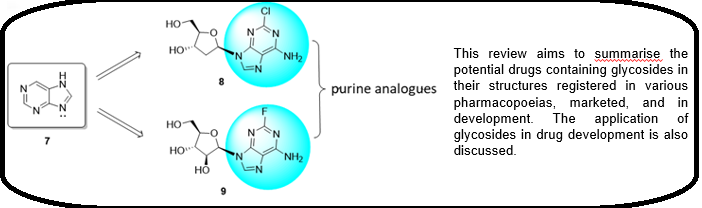 Cl
HO
O
N
N
HO
N
N
NH₂
8
H
N
N
N
N
7
purine analogues
F
HO
O
N
N
HO
N
N
NH₂
HO
9
This review aims to summarise the
potential drugs containing glycosides in
their structures registered in various
pharmacopoeias, marketed, and in
development. The application of
glycosides in drug development is also
discussed.